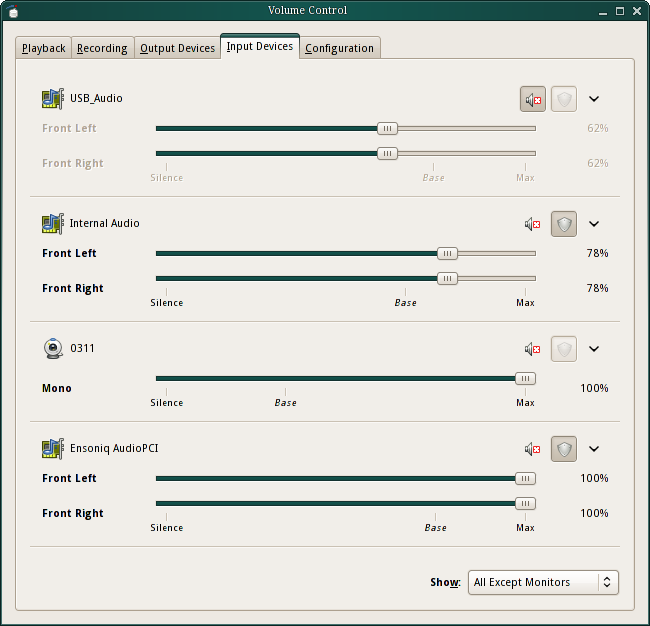 Volume Control
Playback Recording Output Devices Input Devices Configuration
USB_Audio
Front Left 62%
Front Right 62%
Silence Base Max
Internal Audio
Front Left 78%
Front Right 78%
Silence Base Max
0311
Mono 100%
Silence Base Max
Ensoniq AudioPCI
Front Left 100%
Front Right 100%
Silence Base Max
Show: All Except Monitors